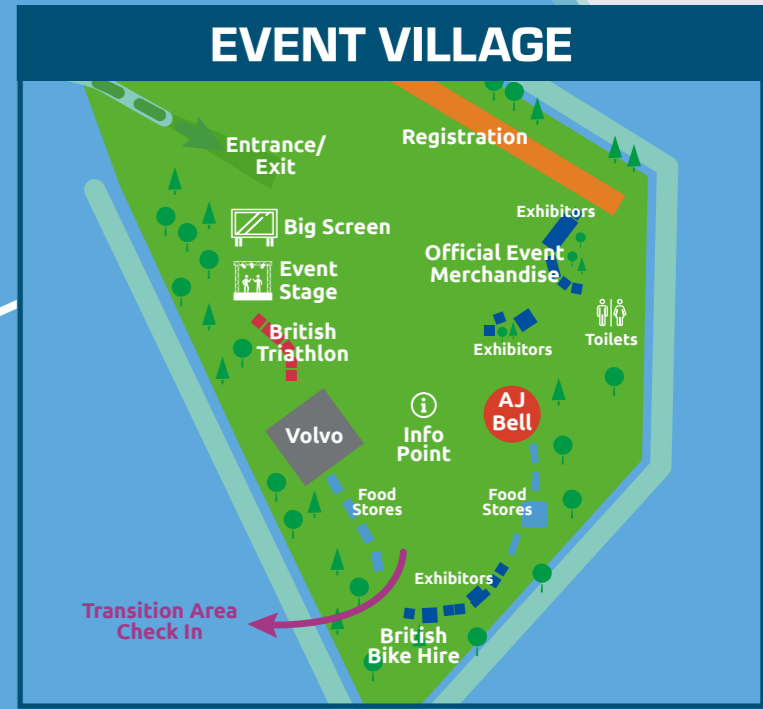 EVENT VILLAGE
Entrance/
Exit
Registration
Big Screen
Exhibitors
Official Event
Merchandise
Event
Stage
Toilets
British
Triathlon
Exhibitors
Volvo
Info
Point
AJ
Bell
Food
Stores
Food
Stores
Exhibitors
Transition Area
Check In
British
Bike Hire